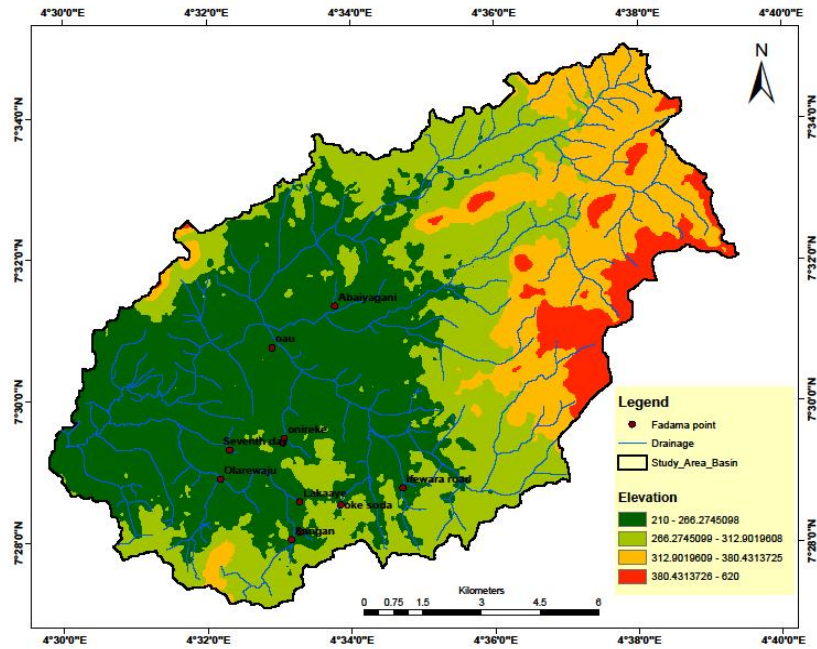 4°30'0"E 4°32'0"E 4°34'0"E 4°36'0"E 4°38'0"E 4°40'0"E
N
7°34'0"N 7°34'0"N
7°32'0"N 7°32'0"N
Abaiyagani
oau
7°30'0"N 7°30'0"N
Legend
Fadama point
Drainage
Study_Area_Basin
onireke
Seventh day
Olarewaju
ifewara road
Lakaaye
oke soda
Elevation
210 - 266.2745098
266.2745099 - 312.9019608
312.9019609 - 380.4313725
380.4313726 - 620
7°28'0"N 7°28'0"N
Kilometers
0 0.75 1.5 3 4.5 6
4°30'0"E 4°32'0"E 4°34'0"E 4°36'0"E 4°38'0"E 4°40'0"E